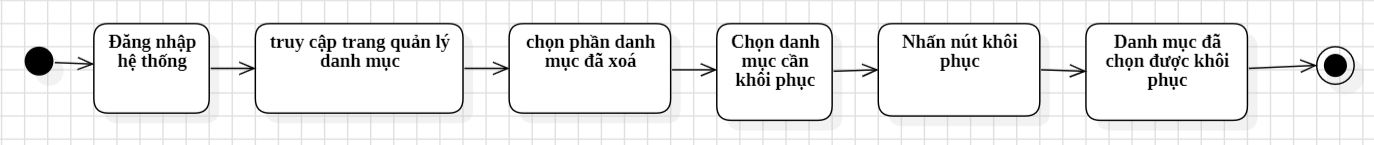 Đăng nhập
hệ thống
truy cập trang quản lý
danh mục
chọn phần danh
mục đã xoá
Chọn danh
mục cần
khôi phục
Nhấn nút khôi
phục
Danh mục đã
chọn được khôi
phục